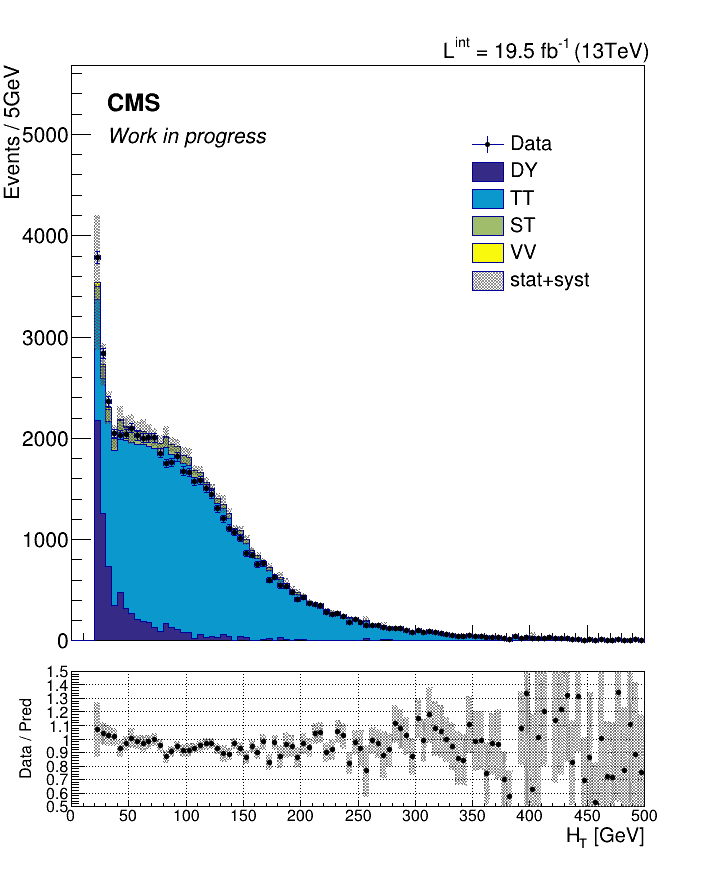 L^int = 19.5 fb^-1 (13TeV)
Events / 5GeV
CMS
Work in progress
Data
DY
TT
ST
VV
stat+syst
5000
4000
3000
2000
1000
0
Data / Pred
1.5
1.4
1.3
1.2
1.1
1
0.9
0.8
0.7
0.6
0.5
0 50 100 150 200 250 300 350 400 450 500
H_T [GeV]